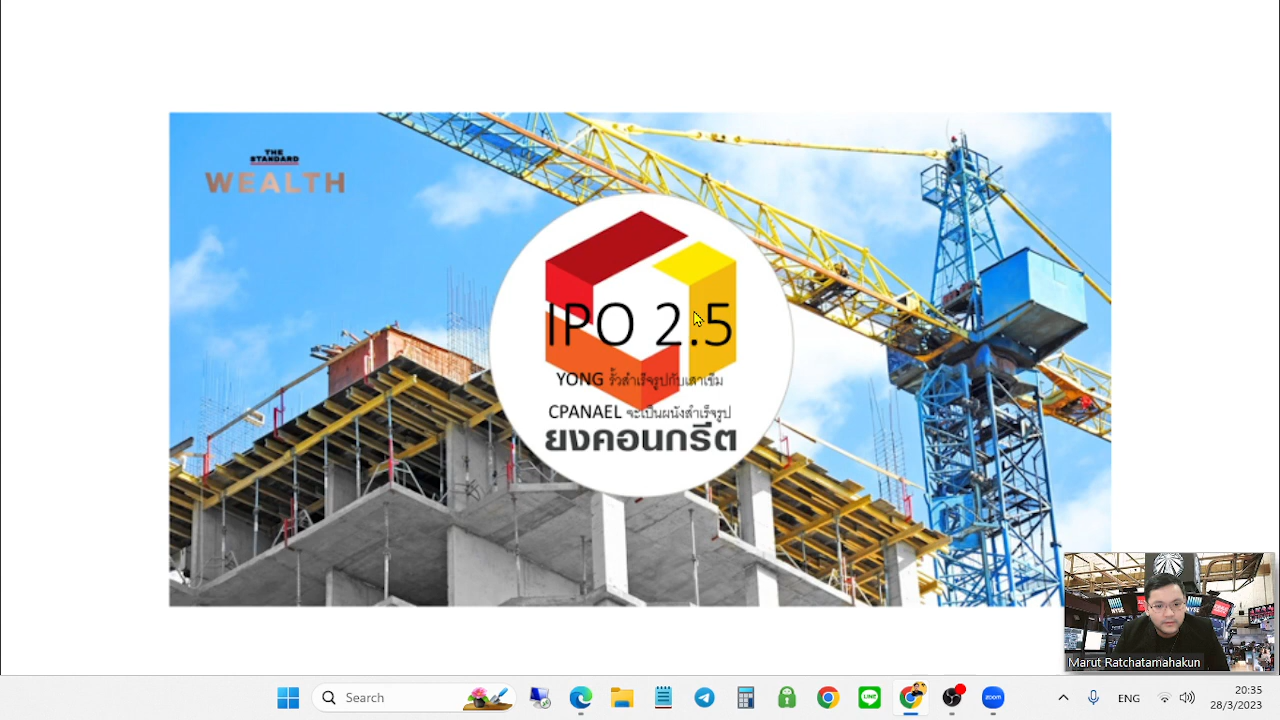 THE
STANDARD
WEALTH
IPO 2.5
YONG รั้วสำเร็จรูปกับเสาเข็ม
CPANAEL จะเป็นผนังสำเร็จรูป
ยงคอนกรีต
Marut Ratchatamahakun
Search
ENG
20:35
28/3/2023
zoom
LINE